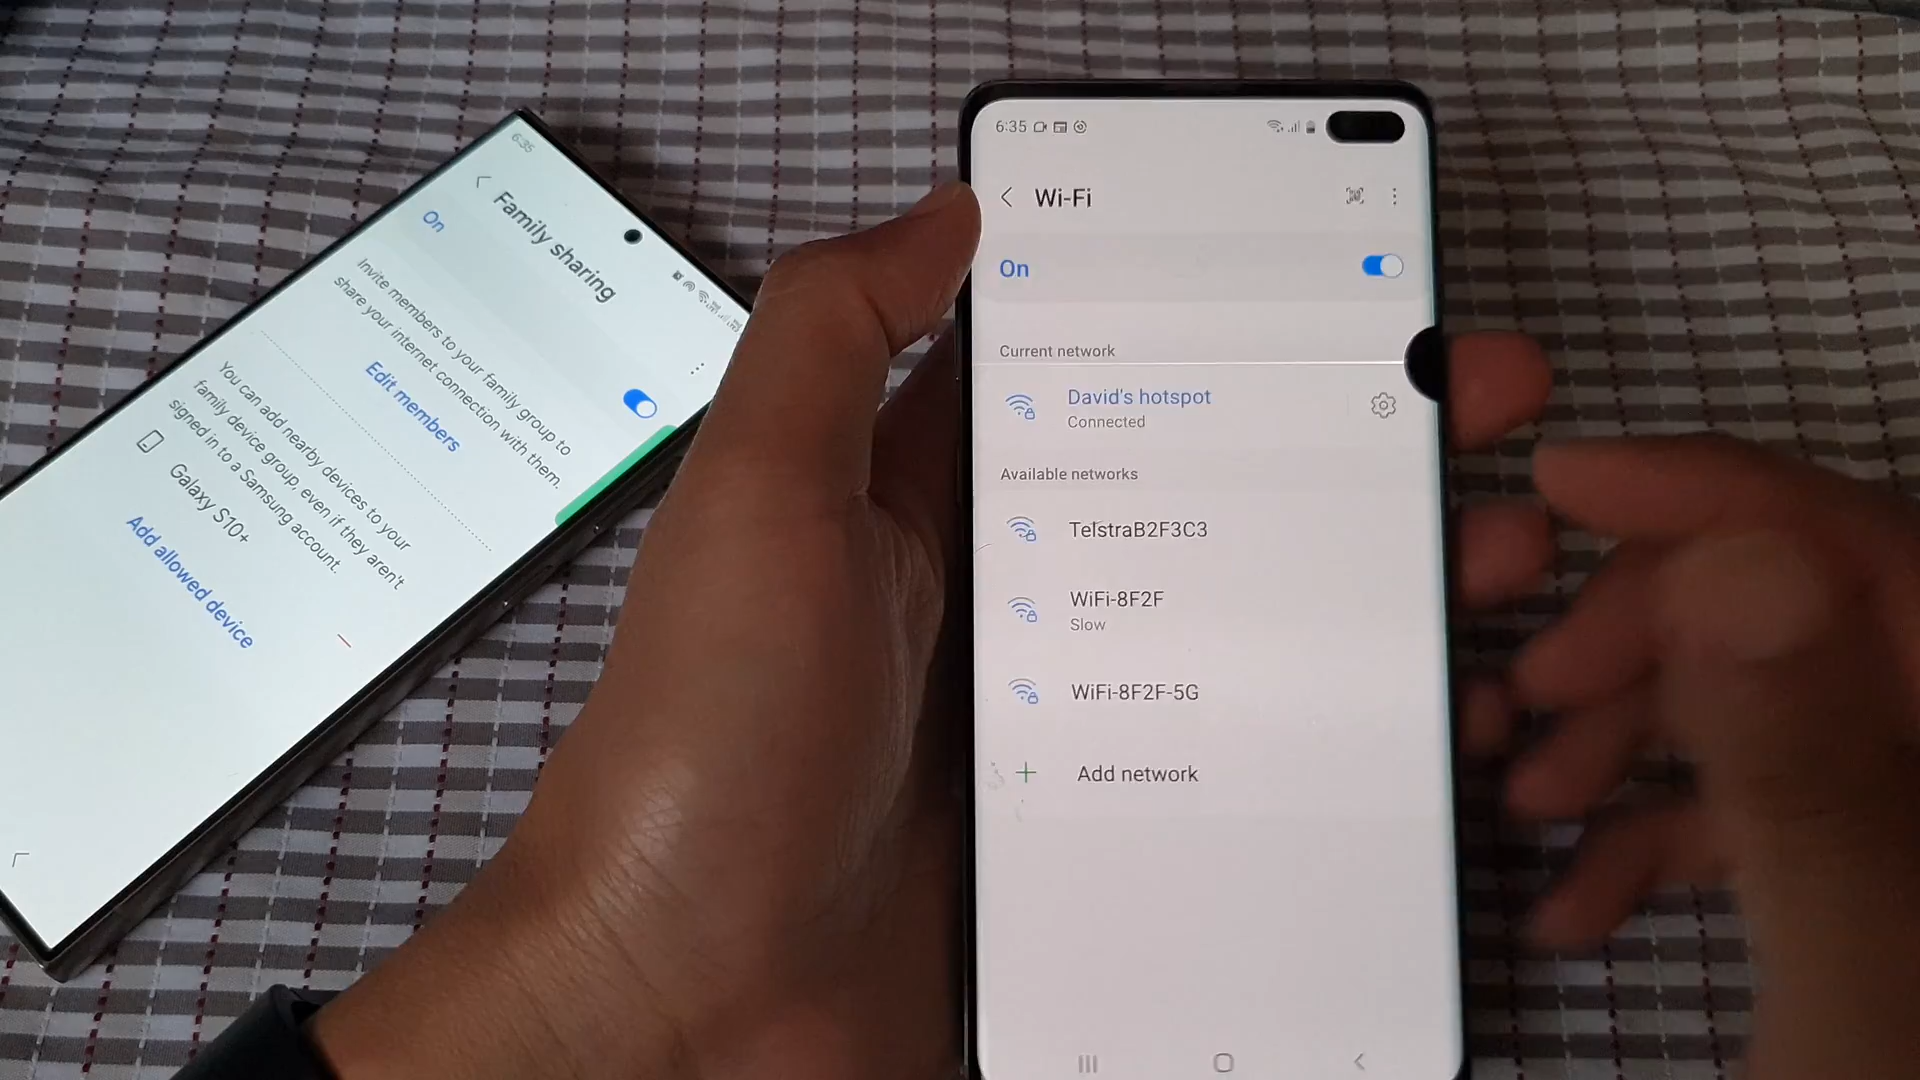 6:35
Family sharing
On
Invite members to your family group to
share your internet connection with them.
Edit members
You can add nearby devices to your
family device group, even if they aren't
signed in to a Samsung account.
Galaxy S10+
Add allowed device
6:35
Wi-Fi
On
Current network
David's hotspot
Connected
Available networks
TelstraB2F3C3
WiFi-8F2F
Slow
WiFi-8F2F-5G
Add network